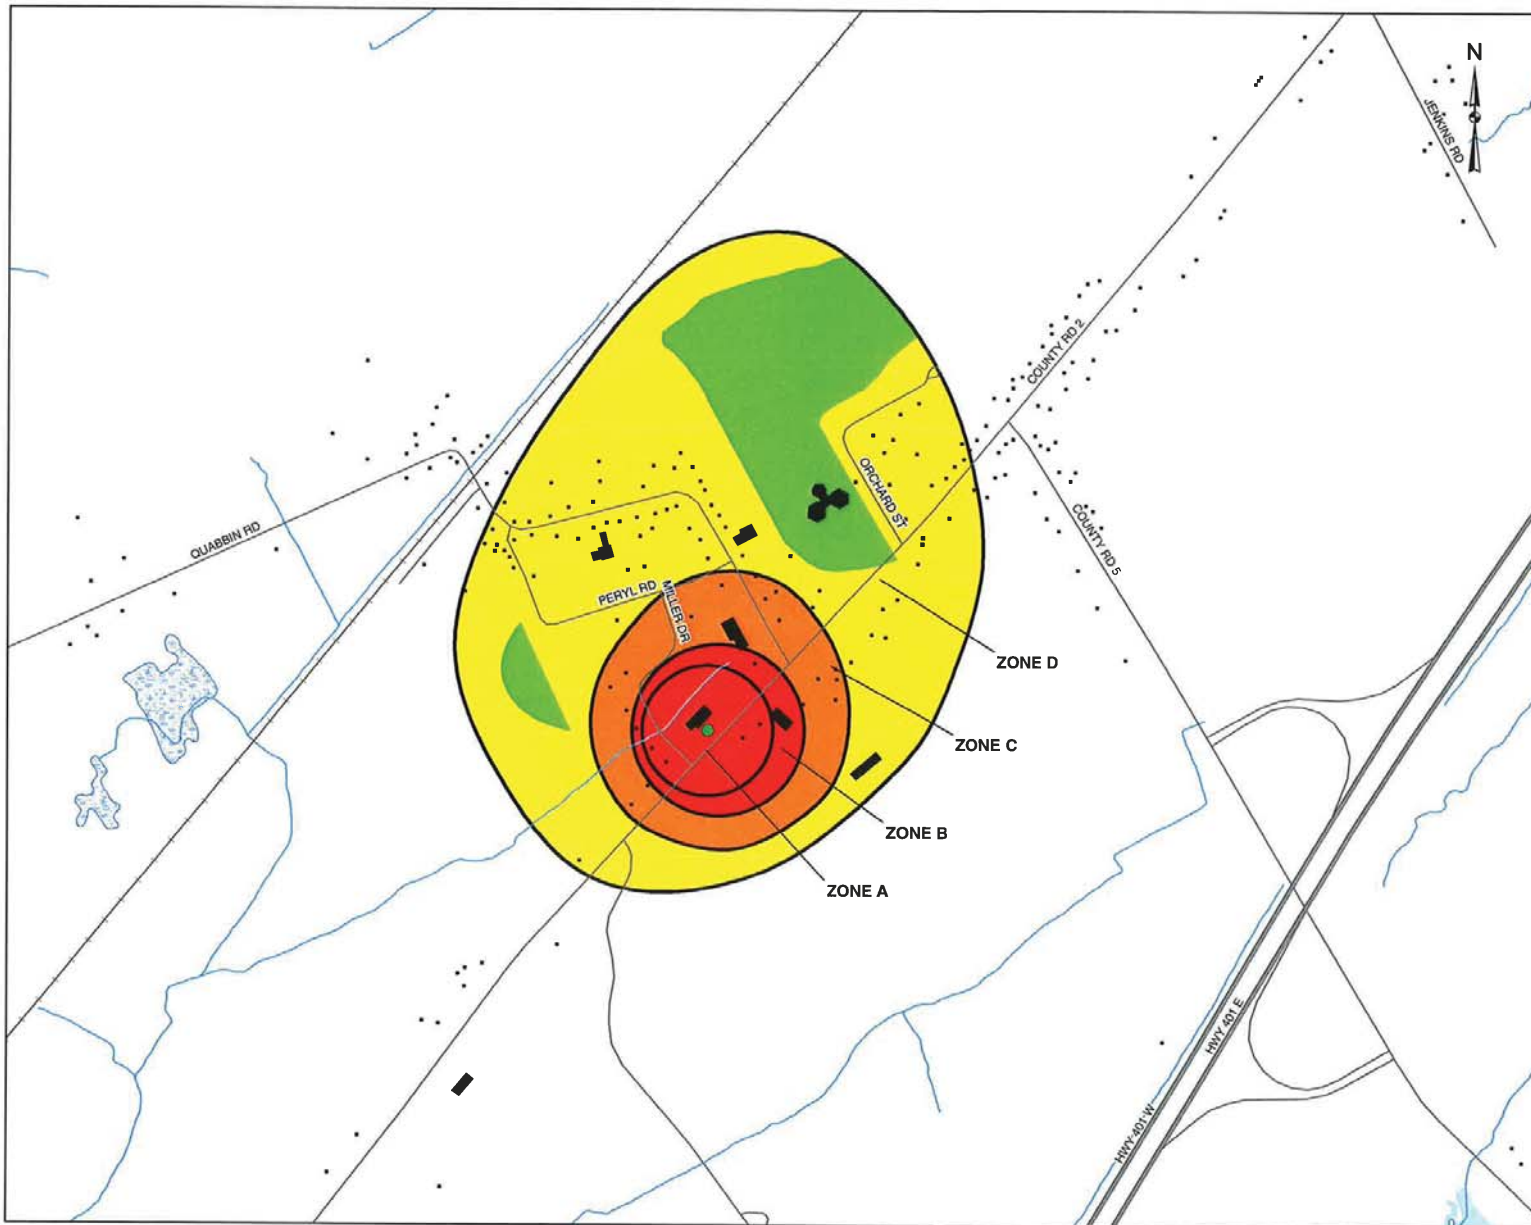 N
JENKINS RD
COUNTY RD 2
ORCHARD ST
QUABBIN RD
COUNTY RD 5
PERYL RD
MILLER DR
ZONE D
ZONE C
ZONE B
ZONE A
HWY 401 E
HWY 401 W